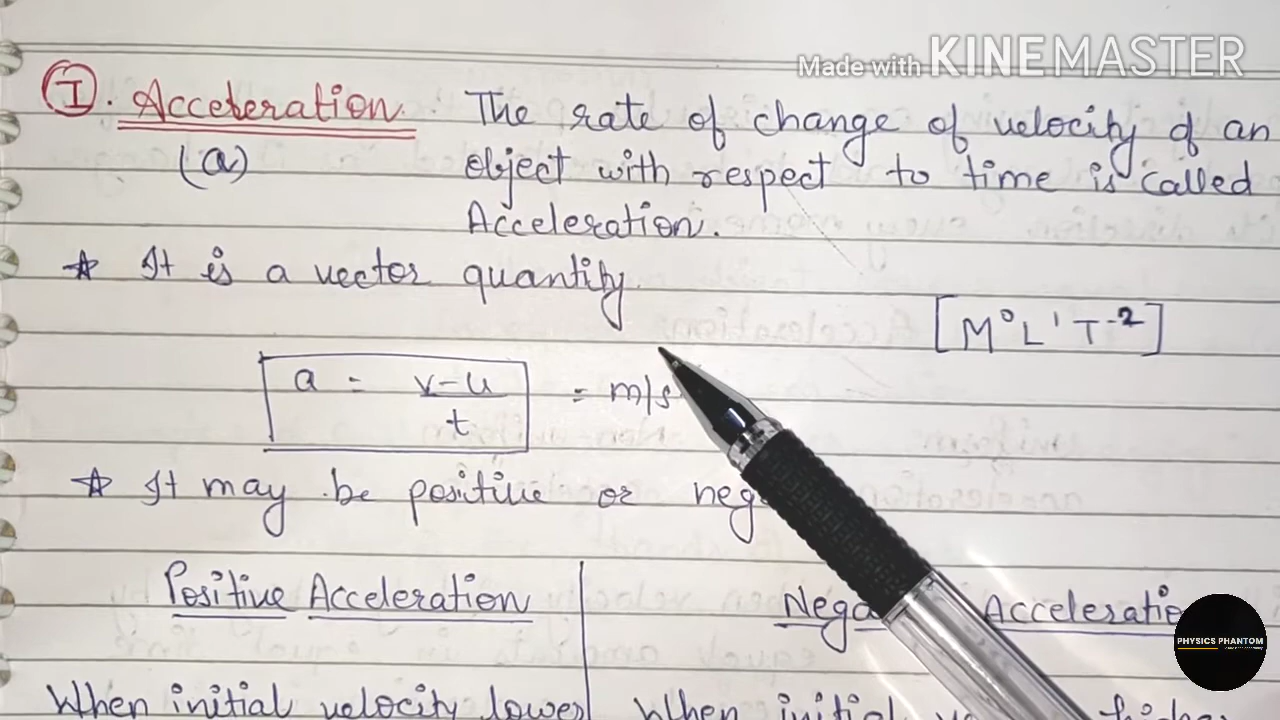 Made with KINEMASTER
I. Acceleration :- The rate of change of velocity of an
(a) object with respect to time is called
Acceleration.
☆ It is a vector quantity
[M⁰L¹T⁻²]
a = v-u/t = m/s
☆ It may be positive or neg
Positive Acceleration Nega Acceleratio
When initial velocity lower When initial
PHYSICS PHANTOM